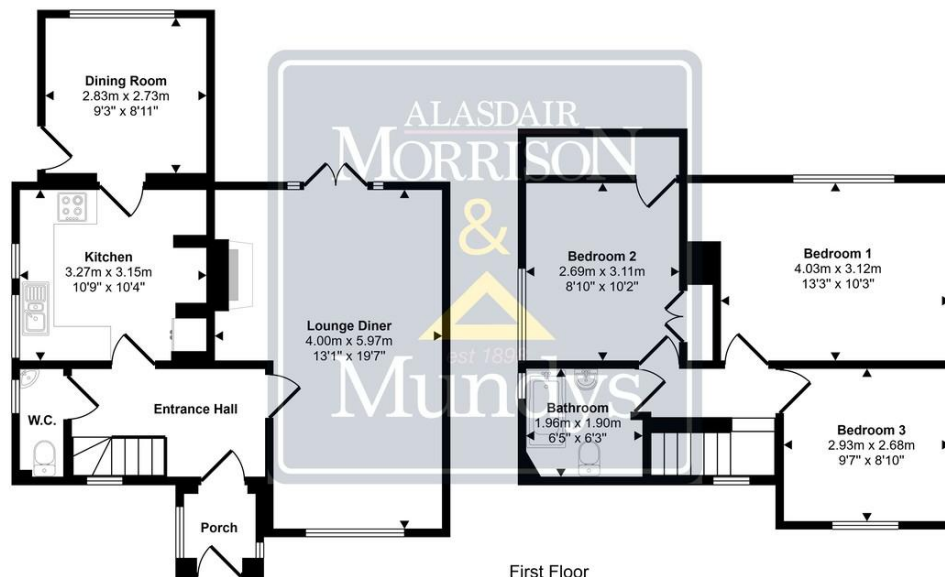 Dining Room
2.83m x 2.73m
9'3" x 8'11"
Kitchen
3.27m x 3.15m
10'9" x 10'4"
Lounge Diner
4.00m x 5.97m
13'1" x 19'7"
W.C.
Entrance Hall
Porch
ALASDAIR
MORRISON
&
est 189
Mundys
Bedroom 2
2.69m x 3.11m
8'10" x 10'2"
Bedroom 1
4.03m x 3.12m
13'3" x 10'3"
Bathroom
1.96m x 1.90m
6'5" x 6'3"
Bedroom 3
2.93m x 2.68m
9'7" x 8'10"
First Floor